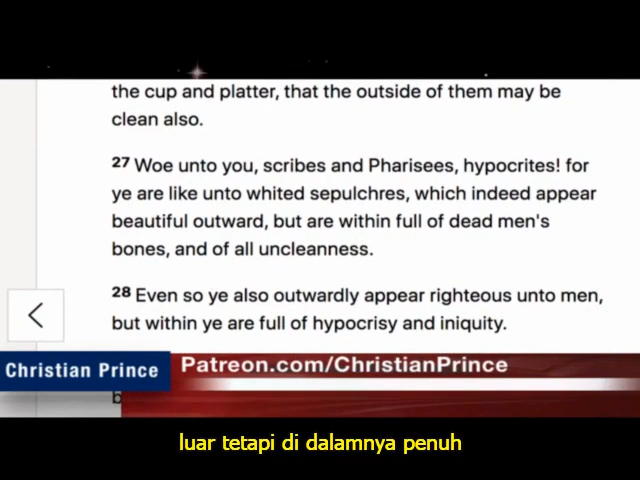 the cup and platter, that the outside of them may be
clean also.
27 Woe unto you, scribes and Pharisees, hypocrites! for
ye are like unto whited sepulchres, which indeed appear
beautiful outward, but are within full of dead men's
bones, and of all uncleanness.
28 Even so ye also outwardly appear righteous unto men,
but within ye are full of hypocrisy and iniquity.
Christian Prince
Patreon.com/ChristianPrince
luar tetapi di dalamnya penuh